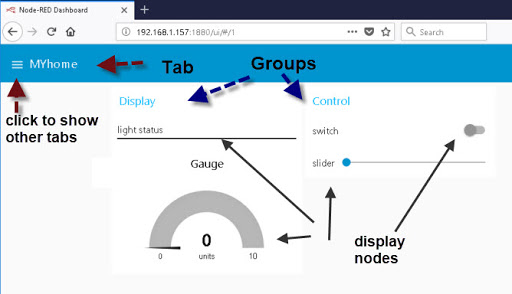 Node-RED Dashboard
192.168.1.157:1880/ui/#/1
Search
MYhome
Tab
Groups
click to show
other tabs
Display
Control
light status
switch
slider
Gauge
0
0
units
10
display
nodes